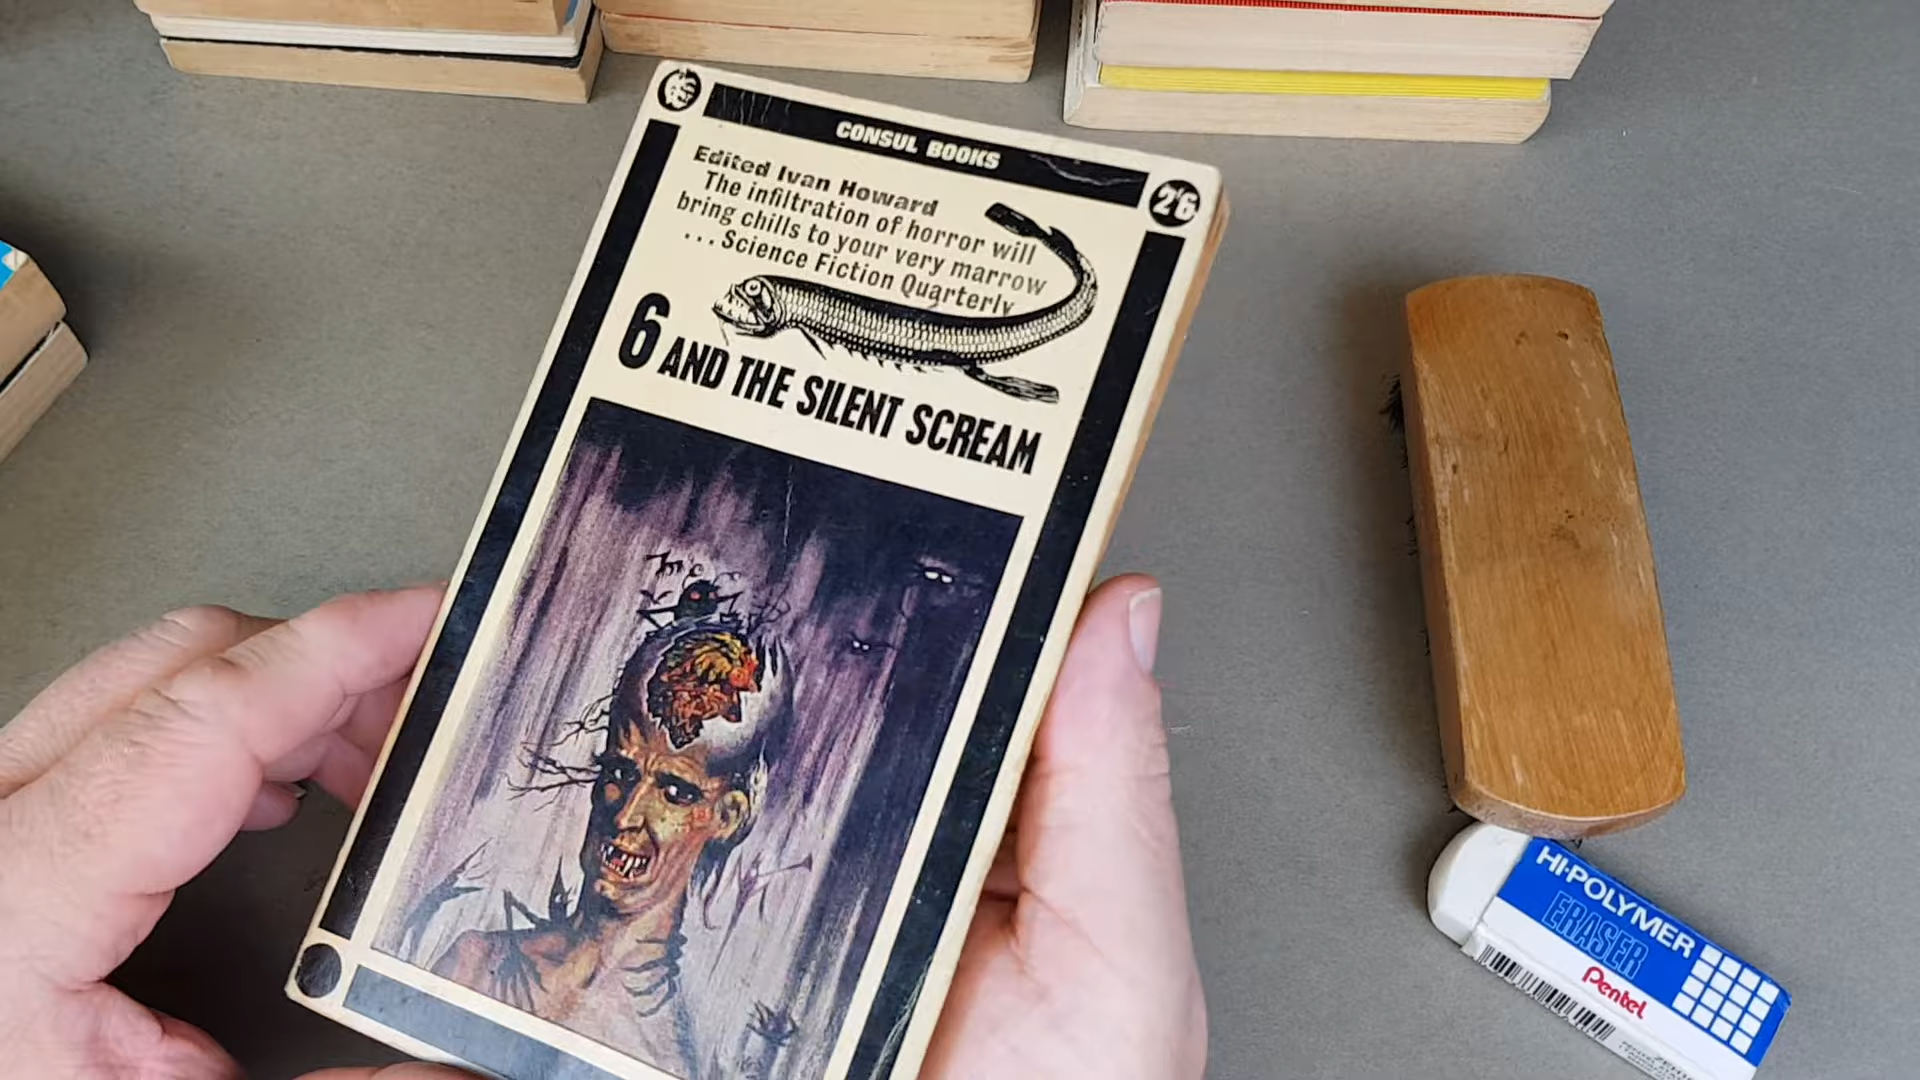 CONSUL BOOKS
2'6
Edited Ivan Howard
The infiltration of horror will
bring chills to your very marrow
... Science Fiction Quarterly
6 AND THE SILENT SCREAM
HI-POLYMER
ERASER
Pentel